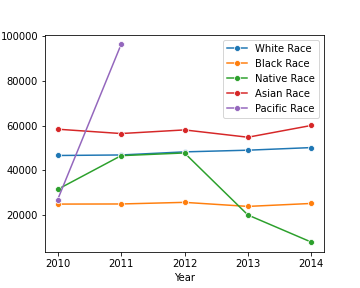 100000
80000
60000
40000
20000
2010 2011 2012 2013 2014
Year
White Race
Black Race
Native Race
Asian Race
Pacific Race